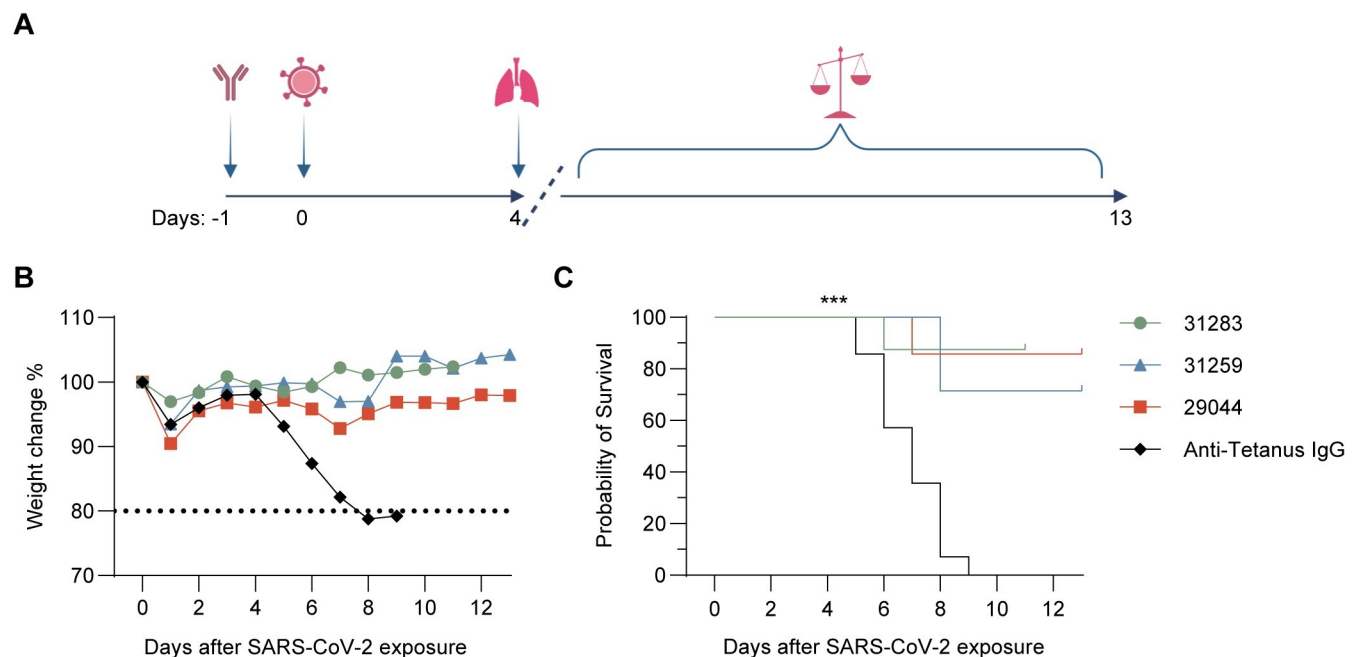 A
Days: -1 0 4 13
B
110
100
90
80
70
Weight change %
0 2 4 6 8 10 12
Days after SARS-CoV-2 exposure
C
***
100
80
60
40
20
0
Probability of Survival
0 2 4 6 8 10 12
Days after SARS-CoV-2 exposure
31283
31259
29044
Anti-Tetanus IgG